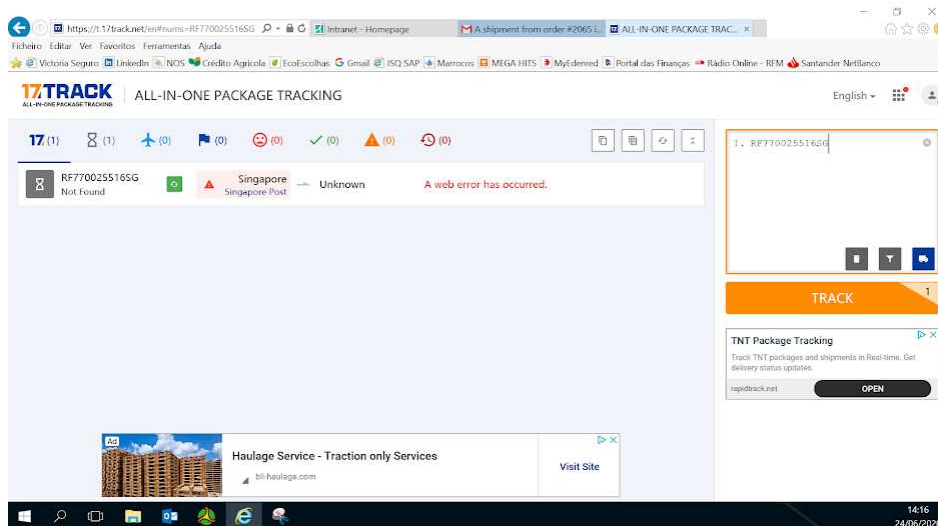 https://t.17track.net/en#nums=RF770025516SG
Intranet - Homepage
A shipment from order #2065 i...
ALL-IN-ONE PACKAGE TRAC...
Ficheiro Editar Ver Favoritos Ferramentas Ajuda
Victoria Seguro LinkedIn NOS Crédito Agricola EcoEscolhas Gmail ISQ SAP Marrocos MEGA HITS MyEdenred Portal das Finanças Rádio Online - RFM Santander NetBanco
17TRACK
ALL-IN-ONE PACKAGE TRACKING
ALL-IN-ONE PACKAGE TRACKING
English
17 (1) (1) (0) (0) (0) (0) (0) (0)
1. RF770025516SG
RF770025516SG
Not Found
Singapore
Singapore Post
Unknown
A web error has occurred.
TRACK
1
TNT Package Tracking
Track TNT packages and shipments in Real-time. Get
delivery status updates.
rapidtrack.net
OPEN
Ad
Haulage Service - Traction only Services
bli-haulage.com
Visit Site
14:16